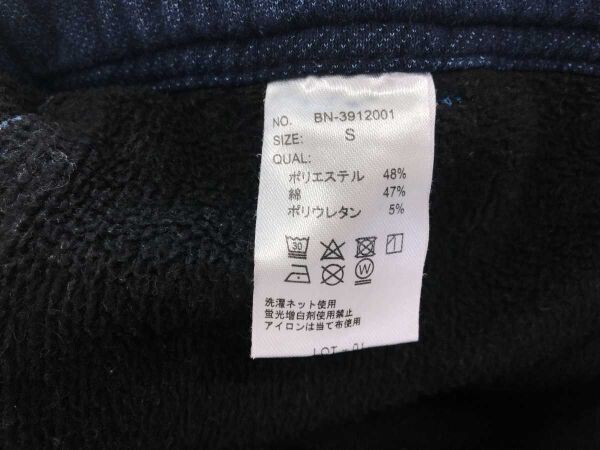 NO. BN-3912001
SIZE: S
QUAL:
ポリエステル 48%
綿 47%
ポリウレタン 5%
30
W
洗濯ネット使用
蛍光増白剤使用禁止
アイロンは当て布使用
LOT - 01